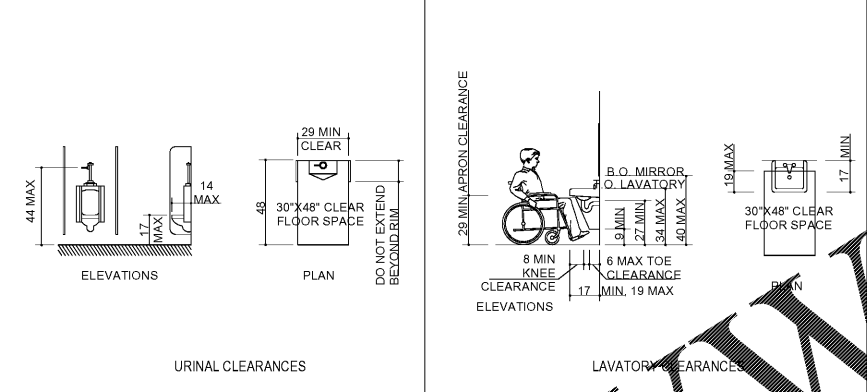 44 MAX
17
MAX
14
MAX
ELEVATIONS
29 MIN
CLEAR
48
30"X48" CLEAR
FLOOR SPACE
DO NOT EXTEND
BEYOND RIM
PLAN
URINAL CLEARANCES
29 MIN APRON CLEARANCE
B.O. MIRROR
.O. LAVATORY
9 MIN
27 MIN
34 MAX
40 MAX
8 MIN
KNEE
CLEARANCE
6 MAX TOE
CLEARANCE
17 MIN, 19 MAX
ELEVATIONS
19 MAX
17 MIN
30"X48" CLEAR
FLOOR SPACE
PLAN
LAVATORY CLEARANCES